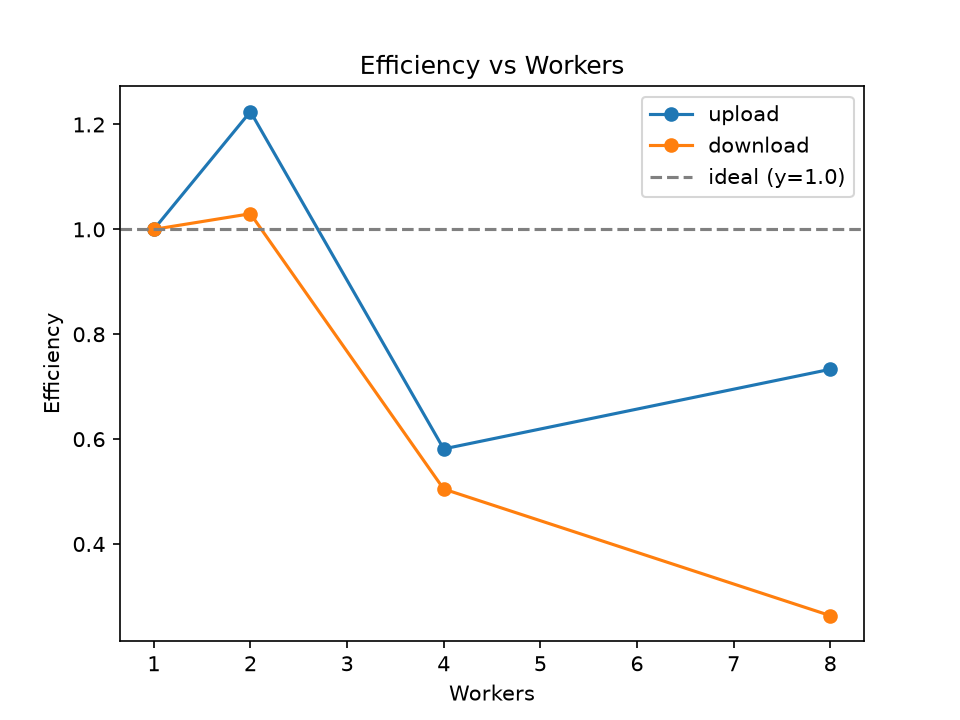 Efficiency vs Workers
upload
download
ideal (y=1.0)
1.2
1.0
0.8
0.6
0.4
Efficiency
1 2 3 4 5 6 7 8
Workers